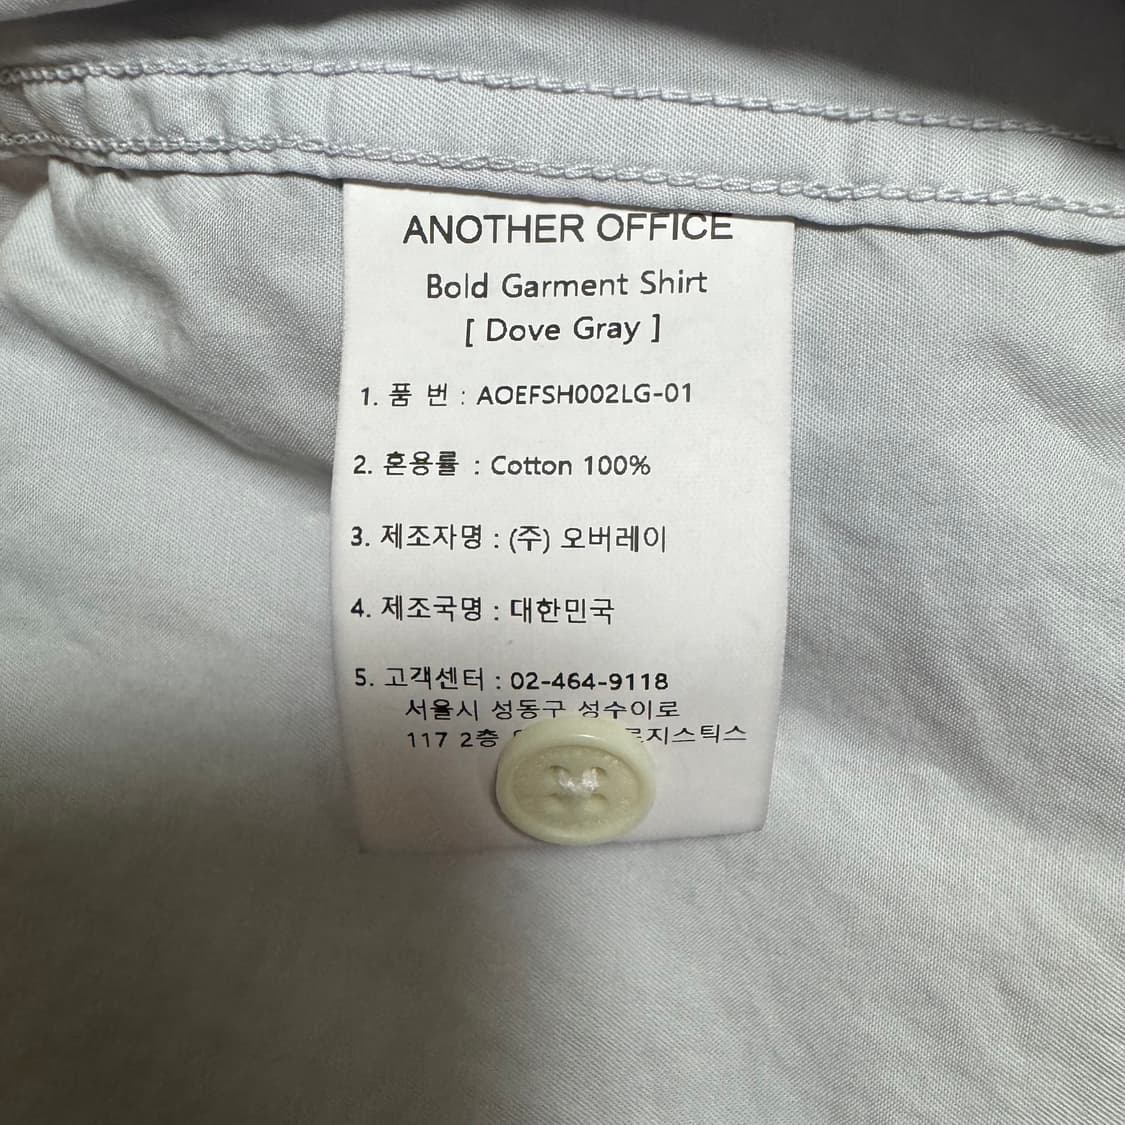 ANOTHER OFFICE
Bold Garment Shirt
[ Dove Gray ]
1. 품 번 : AOEFSH002LG-01
2. 혼용률 : Cotton 100%
3. 제조자명 : (주) 오버레이
4. 제조국명 : 대한민국
5. 고객센터 : 02-464-9118
서울시 성동구 성수이로
117 2층